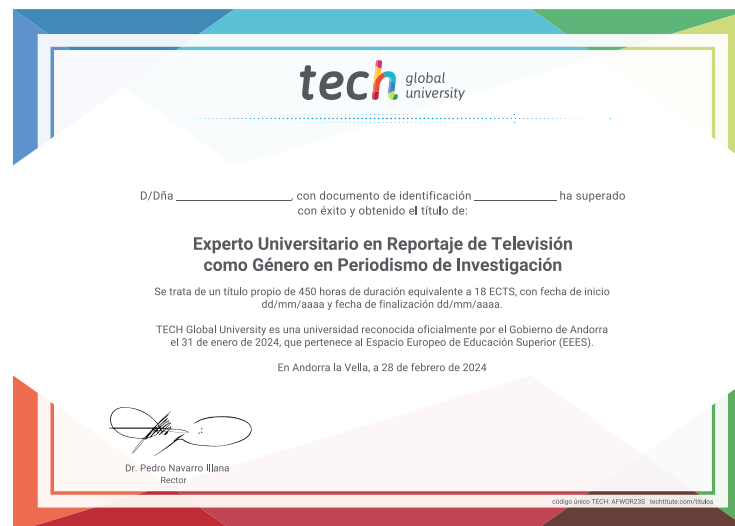 tech global university
D/Dña ______________________, con documento de identificación ________________ ha superado
con éxito y obtenido el título de:
Experto Universitario en Reportaje de Televisión
como Género en Periodismo de Investigación
Se trata de un título propio de 450 horas de duración equivalente a 18 ECTS, con fecha de inicio
dd/mm/aaaa y fecha de finalización dd/mm/aaaa.
TECH Global University es una universidad reconocida oficialmente por el Gobierno de Andorra
el 31 de enero de 2024, que pertenece al Espacio Europeo de Educación Superior (EEES).
En Andorra la Vella, a 28 de febrero de 2024
Dr. Pedro Navarro Illana
Rector
código único TECH: AFWOR23S techtitute.com/titulos